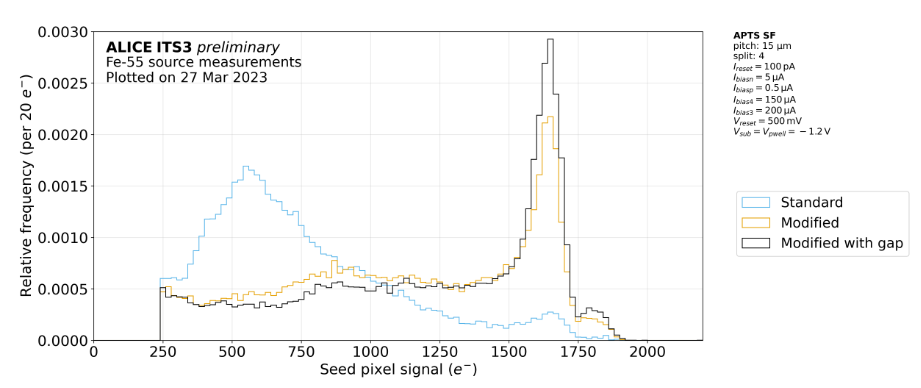 0.0030
0.0025
0.0020
0.0015
0.0010
0.0005
0.0000
Relative frequency (per 20 e⁻)
ALICE ITS3 preliminary
Fe-55 source measurements
Plotted on 27 Mar 2023
0 250 500 750 1000 1250 1500 1750 2000
Seed pixel signal (e⁻)
APTS SF
pitch: 15 μm
split: 4
I_reset = 100 pA
I_biasn = 5 μA
I_biasp = 0.5 μA
I_bias4 = 150 μA
I_bias3 = 200 μA
V_reset = 500 mV
V_sub = V_pwell = −1.2 V
Standard
Modified
Modified with gap